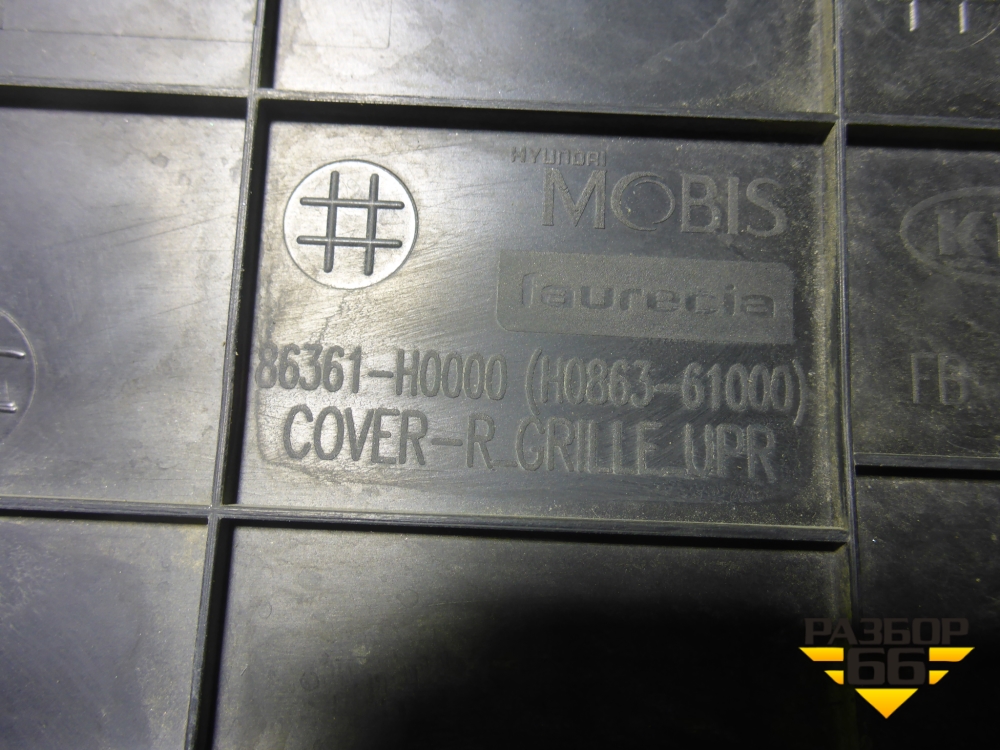 HYUNDAI
MOBIS
faurecia
86361-H0000 (H0863-61000)
COVER-R GRILLE UPR
FB
РАЗБОР
66